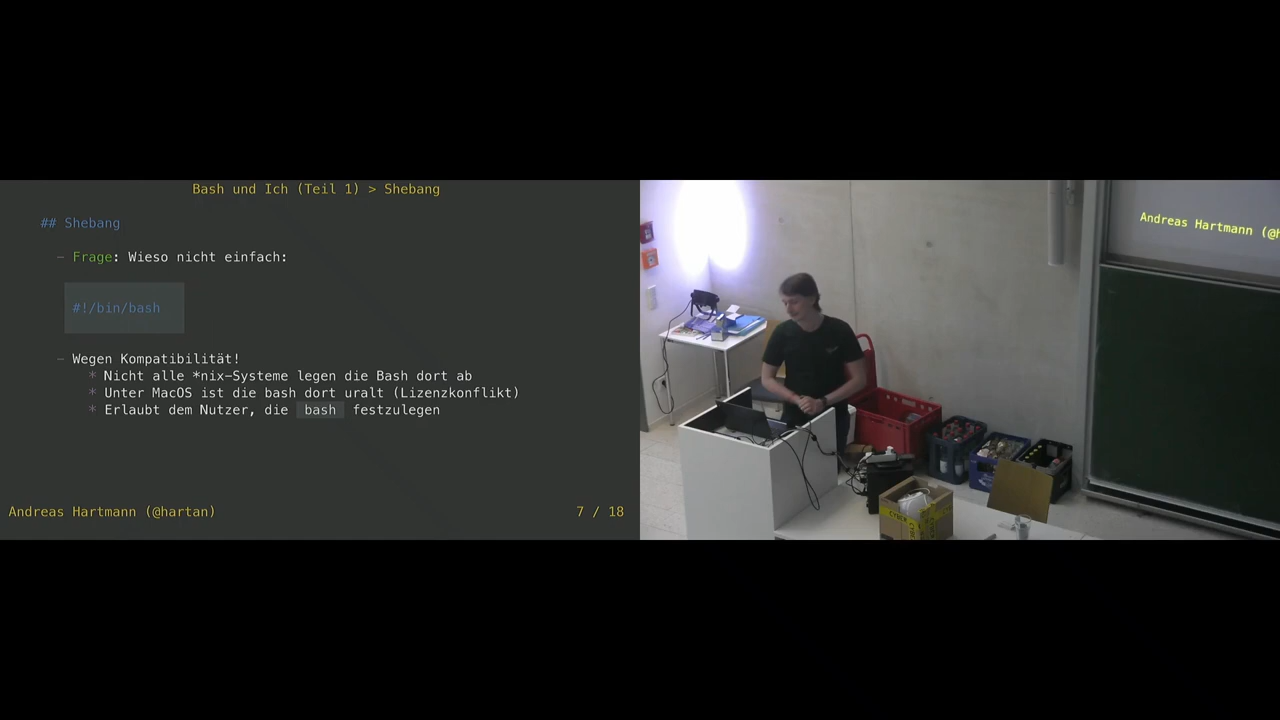 Bash und Ich (Teil 1) > Shebang
## Shebang
– Frage: Wieso nicht einfach:
#!/bin/bash
– Wegen Kompatibilität!
* Nicht alle *nix-Systeme legen die Bash dort ab
* Unter MacOS ist die bash dort uralt (Lizenzkonflikt)
* Erlaubt dem Nutzer, die bash festzulegen
Andreas Hartmann (@hartan)
7 / 18
Andreas Hartmann (@h
CYBER